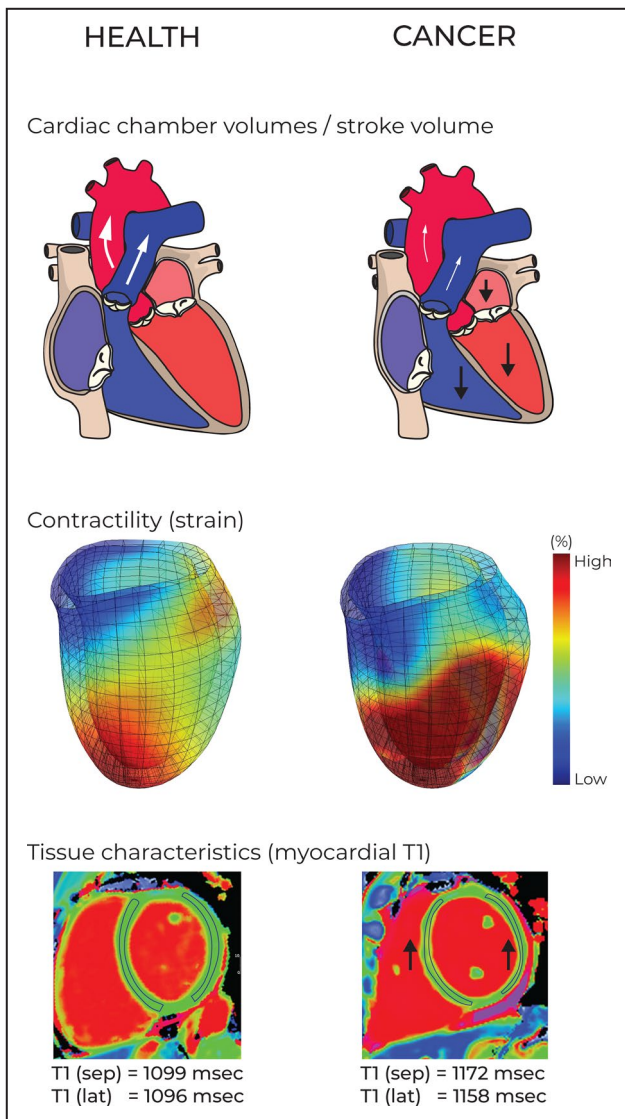 HEALTH CANCER
Cardiac chamber volumes / stroke volume
Contractility (strain)
(%)
High
Low
Tissue characteristics (myocardial T1)
T1 (sep) = 1099 msec
T1 (lat) = 1096 msec
T1 (sep) = 1172 msec
T1 (lat) = 1158 msec